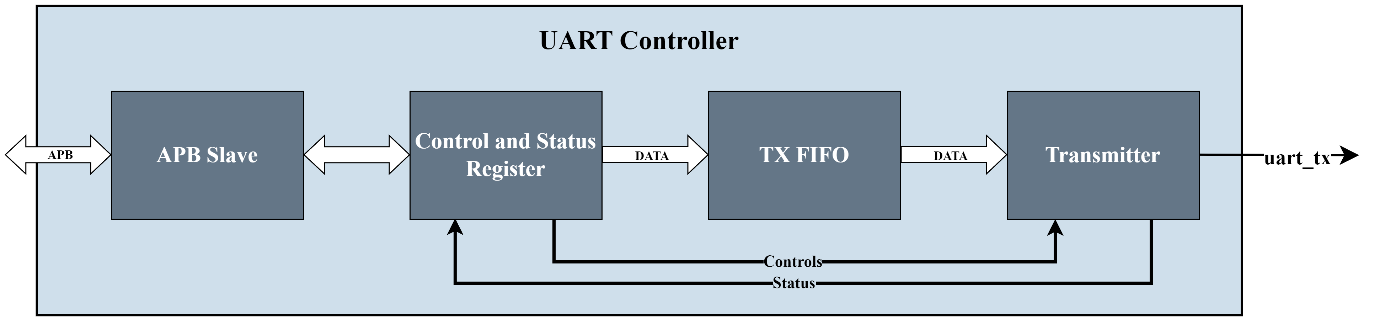 UART Controller
APB
APB Slave
Control and Status
Register
DATA
TX FIFO
DATA
Transmitter
uart_tx
Controls
Status